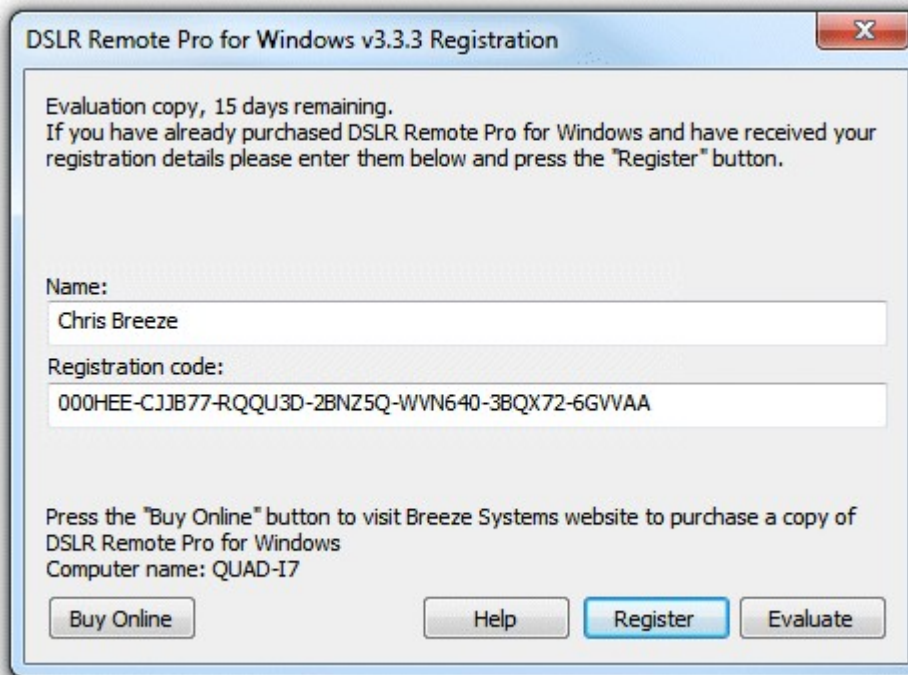 DSLR Remote Pro for Windows v3.3.3 Registration
Evaluation copy, 15 days remaining.
If you have already purchased DSLR Remote Pro for Windows and have received your
registration details please enter them below and press the "Register" button.
Name:
Chris Breeze
Registration code:
000HEE-CJJB77-RQQU3D-2BNZ5Q-WVN640-3BQX72-6GVVAA
Press the "Buy Online" button to visit Breeze Systems website to purchase a copy of
DSLR Remote Pro for Windows
Computer name: QUAD-I7
Buy Online Help Register Evaluate